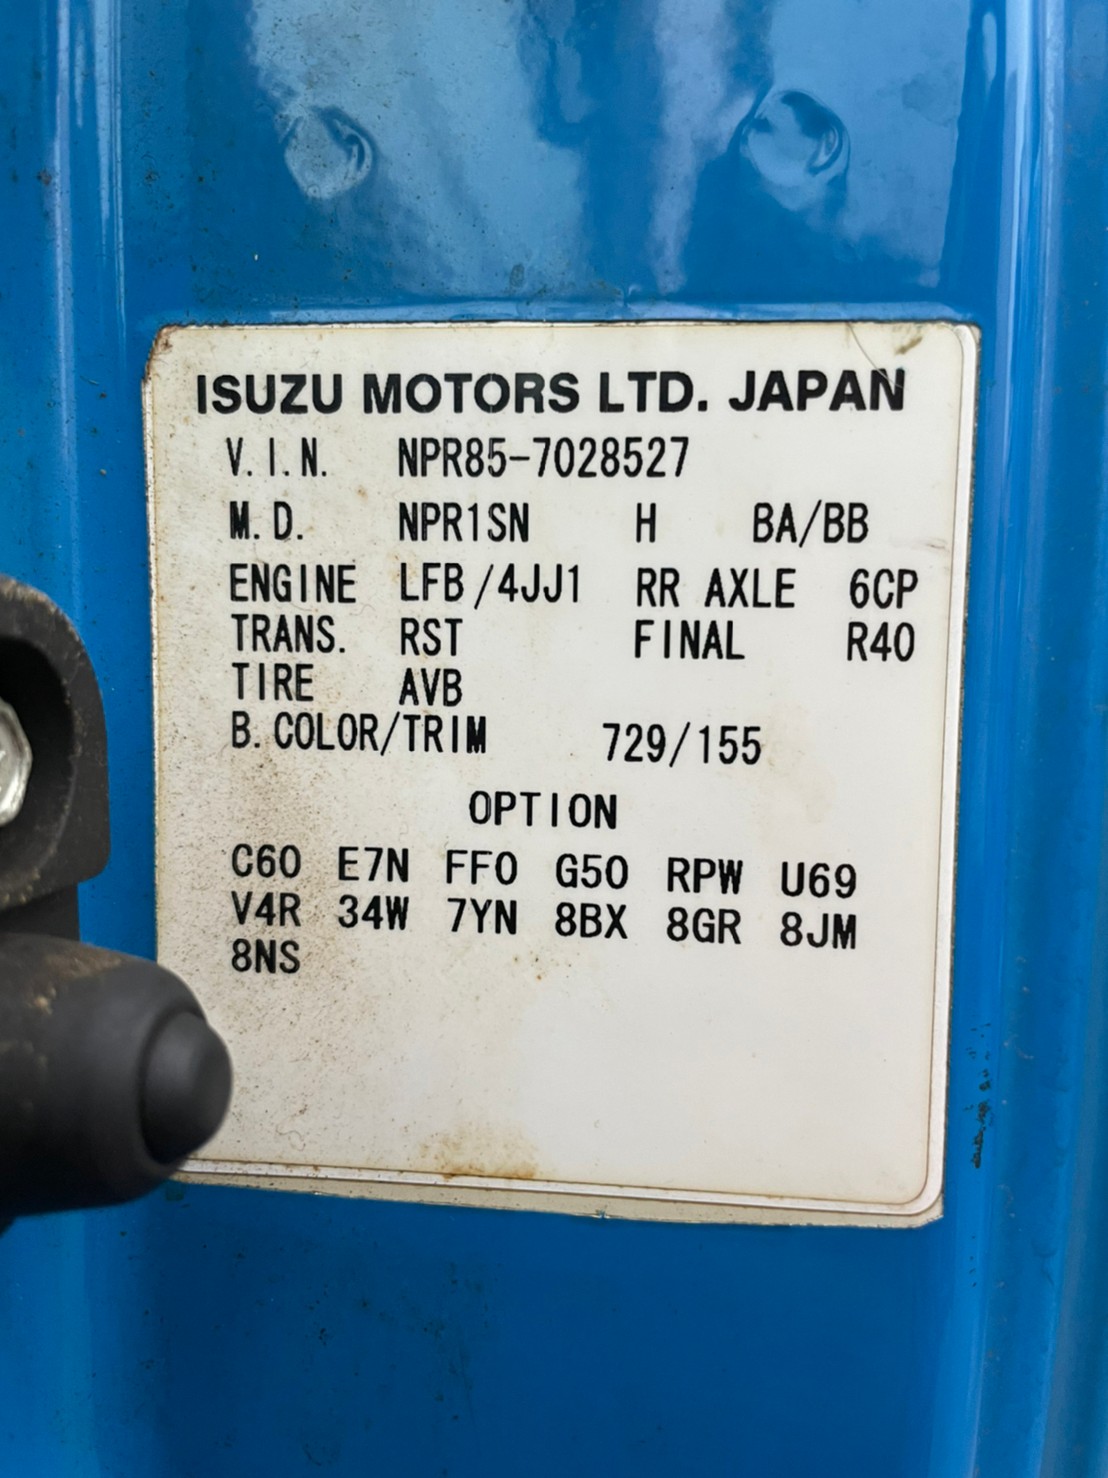 ISUZU MOTORS LTD. JAPAN
V.I.N. NPR85-7028527
M.D. NPR1SN H BA/BB
ENGINE LFB/4JJ1 RR AXLE 6CP
TRANS. RST FINAL R40
TIRE AVB
B.COLOR/TRIM 729/155
OPTION
C60 E7N FF0 G50 RPW U69
V4R 34W 7YN 8BX 8GR 8JM
8NS